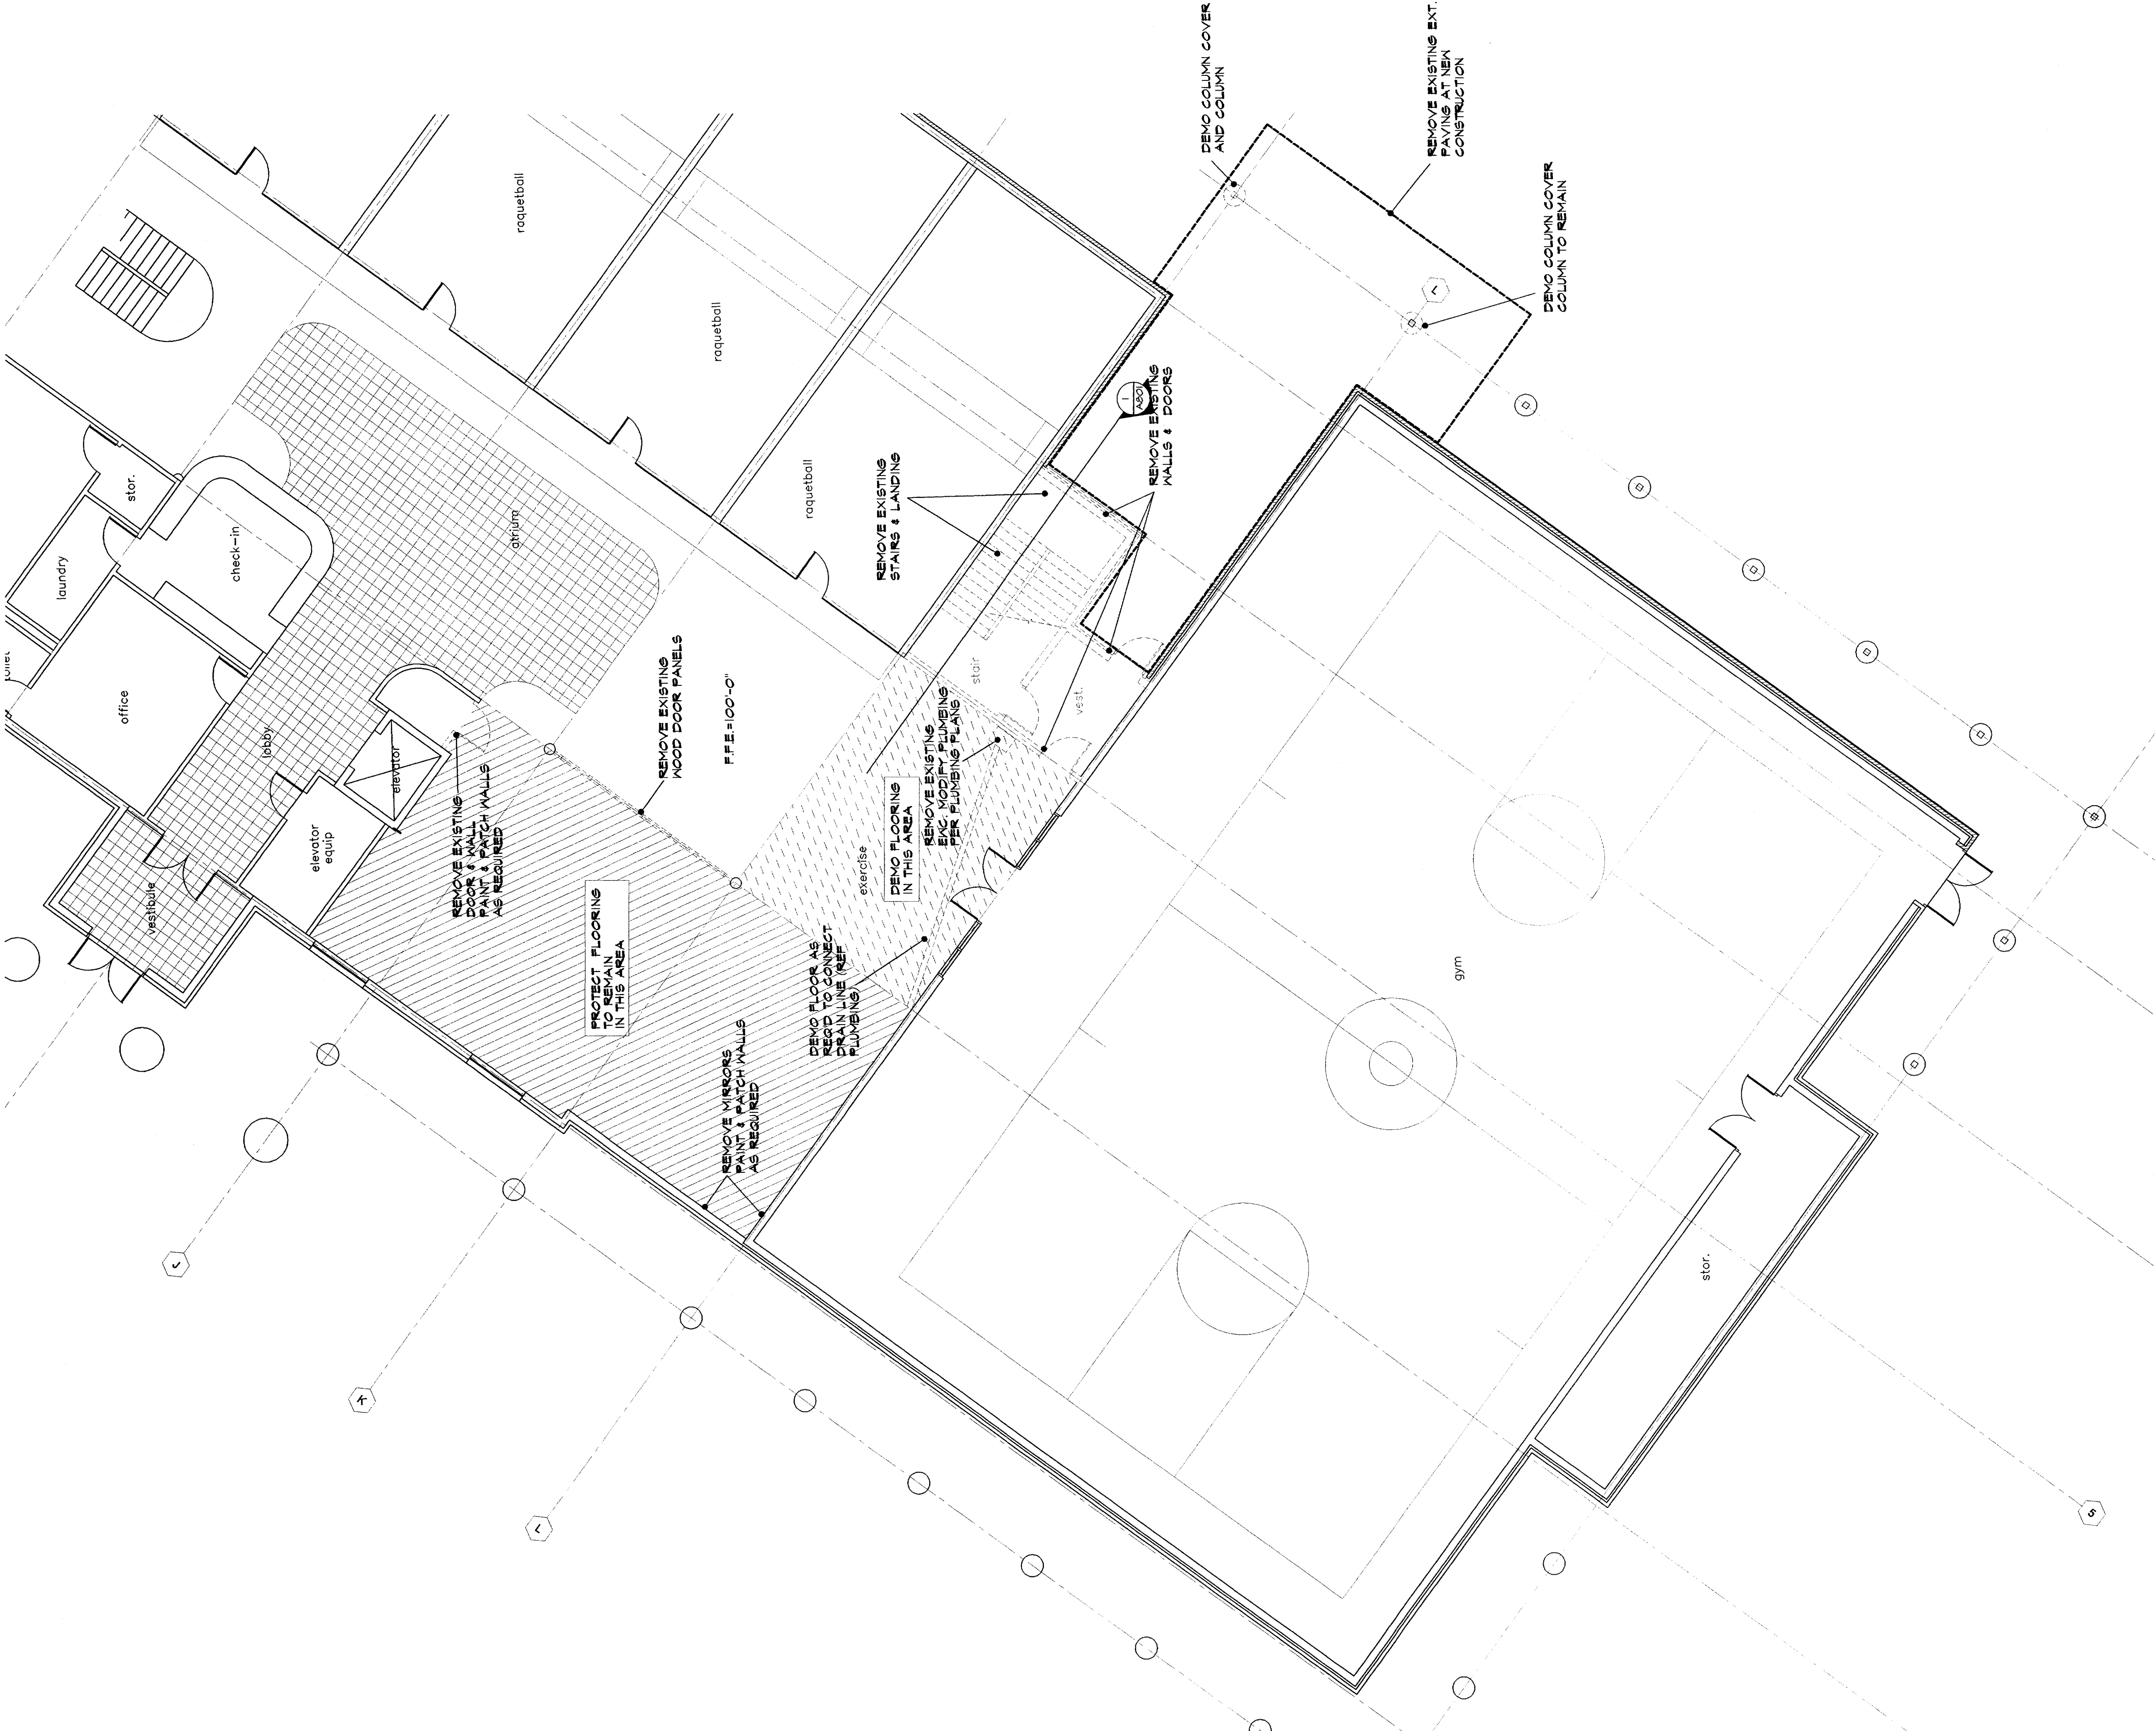 DEMO COLUMN COVER
AND COLUMN
REMOVE EXISTING EXT.
PAVING AT NEW
CONSTRUCTION
DEMO COLUMN COVER
COLUMN TO REMAIN
L
raquetball
raquetball
raquetball
1
A801
REMOVE EXISTING
WALLS & DOORS
REMOVE EXISTING
STAIRS & LANDING
stor.
laundry
check-in
atrium
office
lobby
elevator
elevator
equip
vestibule
REMOVE EXISTING
WOOD DOOR PANELS
F.F.E.=100'-0"
stair
vest.
REMOVE EXISTING
DOOR & WALL
PAINT & PATCH WALLS
AS REQUIRED
PROTECT FLOORING
TO REMAIN
IN THIS AREA
exercise
DEMO FLOORING
IN THIS AREA
REMOVE EXISTING
EWC. MODIFY PLUMBING
PER PLUMBING PLANS
DEMO FLOOR AS
REQ'D TO CONNECT
DRAIN LINE (REF
PLUMBING)
REMOVE MIRRORS
PAINT & PATCH WALLS
AS REQUIRED
gym
stor.
J
K
L
5